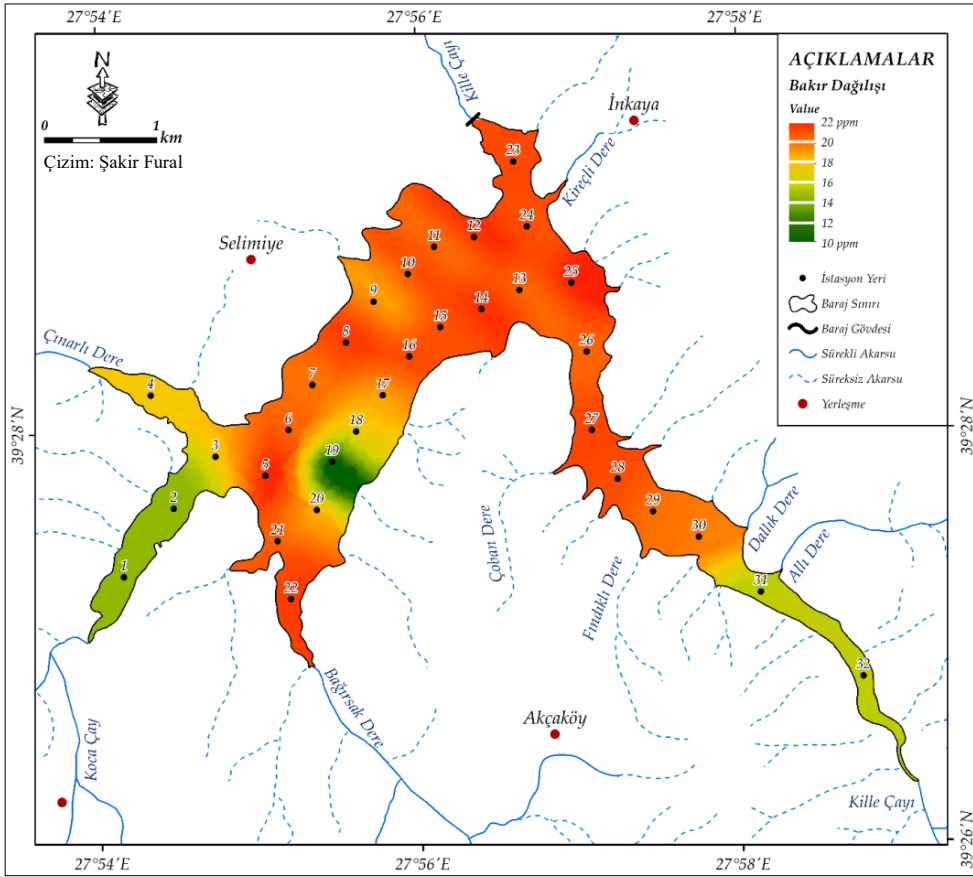 27°54′E
27°56′E
27°58′E
N
0 1
km
Çizim: Şakir Fural
AÇIKLAMALAR
Bakır Dağılişı
Value
22 ppm
20
18
16
14
12
10 ppm
İstasyon Yeri
Baraj Sınırı
Baraj Gövdesi
Sürekli Akarsu
Süreksiz Akarsu
Yerleşme
Kille Çayı
İnkaya
Kireçli Dere
Selimiye
Çınarlı Dere
39°28′N
39°28′N
23
24
12
11
10
25
13
9
14
15
8
16
26
7
17
4
6
18
27
3
19
5
28
2
20
29
30
21
1
22
31
32
Dallık Dere
Allı Dere
Çoban Dere
Fındıklı Dere
Bağırsak Dere
Akçaköy
Koca Çay
Kille Çayı
39°26′N
27°54′E
27°56′E
27°58′E